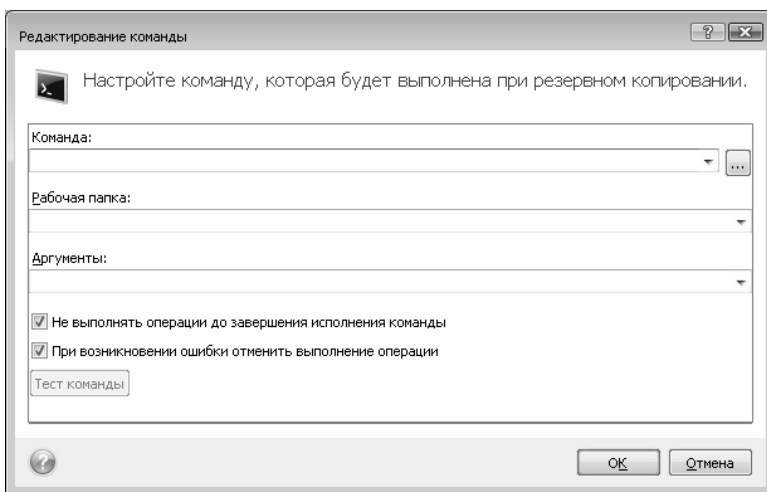 Редактирование команды
Настройте команду, которая будет выполнена при резервном копировании.
Команда:
...
Рабочая папка:
Аргументы:
Не выполнять операции до завершения исполнения команды
При возникновении ошибки отменить выполнение операции
Тест команды
ОК
Отмена